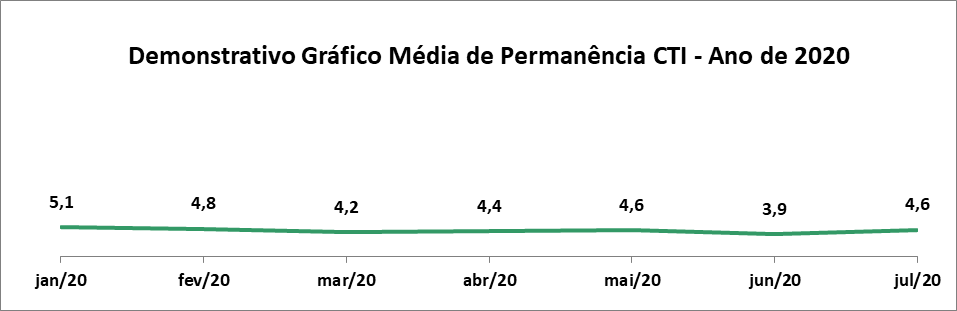 Demonstrativo Gráfico Média de Permanência CTI - Ano de 2020
5,1 4,8 4,2 4,4 4,6 3,9 4,6
jan/20 fev/20 mar/20 abr/20 mai/20 jun/20 jul/20